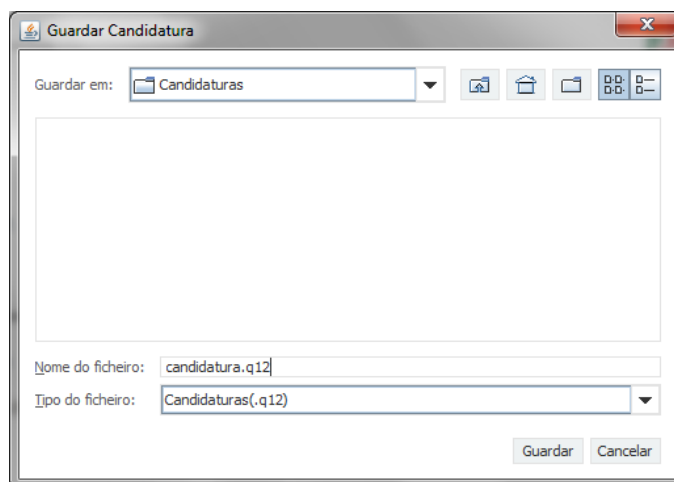 Guardar Candidatura
Guardar em: Candidaturas
Nome do ficheiro: candidatura.q12
Tipo do ficheiro: Candidaturas(.q12)
Guardar Cancelar